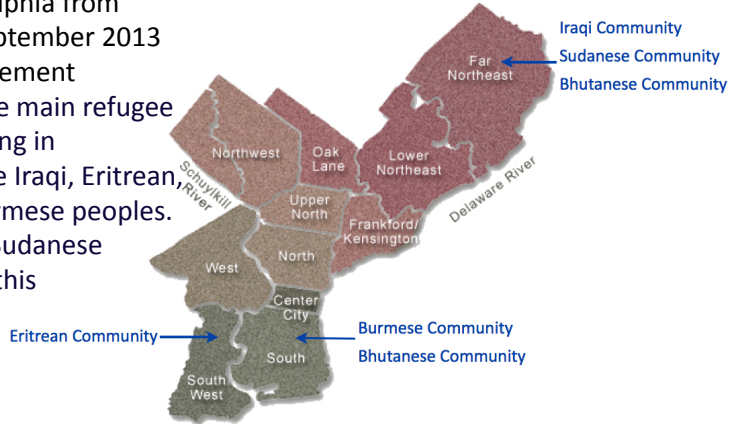 phia from
ptember 2013
ement
e main refugee
ng in
e Iraqi, Eritrean,
rmese peoples.
Sudanese
this
Iraqi Community
Sudanese Community
Bhutanese Community
Far
Northeast
Northwest
Oak
Lane
Lower
Northeast
Schuylkill
River
Delaware River
Upper
North
Frankford/
Kensington
West
North
Center
City
Eritrean Community
Burmese Community
Bhutanese Community
South
South
West